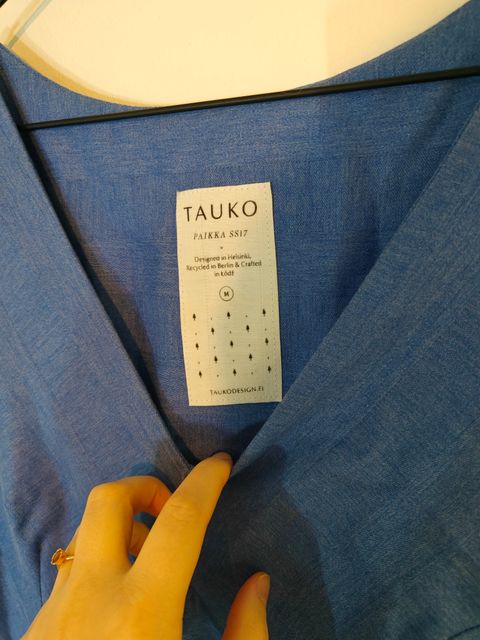 TAUKO
PAIKKA SS17
Designed in Helsinki,
Recycled in Berlin & Crafted
in Łódź
M
TAUKODESIGN.FI